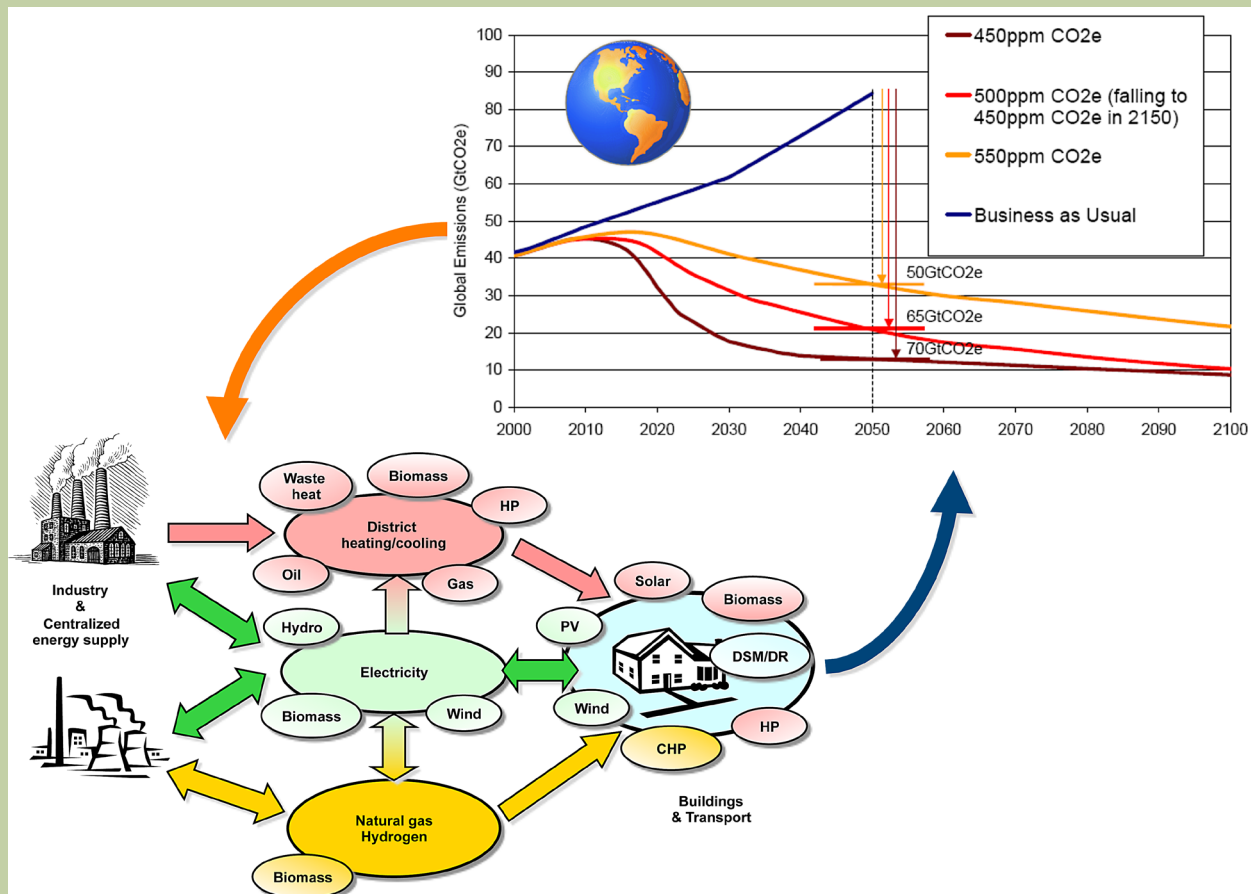 100
90
80
70
60
50
40
30
20
10
0
Global Emissions (GtCO2e)
2000 2010 2020 2030 2040 2050 2060 2070 2080 2090 2100
450ppm CO2e
500ppm CO2e (falling to
450ppm CO2e in 2150)
550ppm CO2e
Business as Usual
50GtCO2e
65GtCO2e
70GtCO2e
Industry
&
Centralized
energy supply
Waste
heat
Biomass
HP
District
heating/cooling
Oil
Gas
Hydro
Electricity
Biomass
Wind
Natural gas
Hydrogen
Biomass
Solar
Biomass
PV
DSM/DR
Wind
HP
CHP
Buildings
& Transport